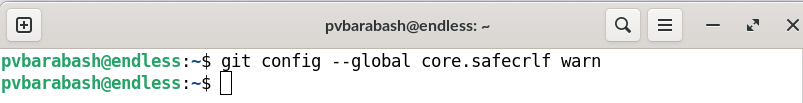 pvbarabash@endless: ~
pvbarabash@endless:~$ git config --global core.safecrlf warn
pvbarabash@endless:~$